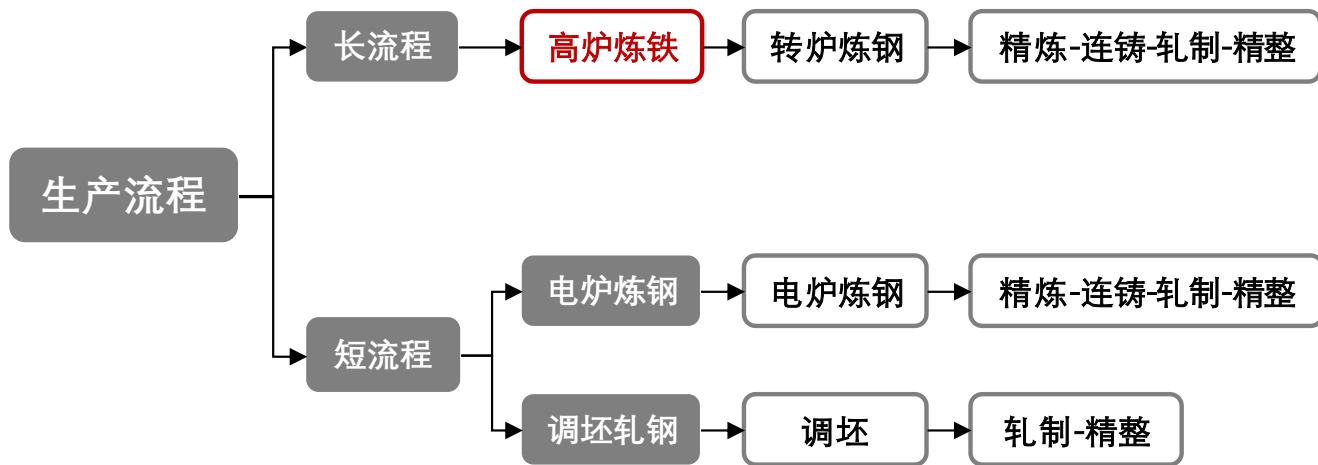 长流程
高炉炼铁
转炉炼钢
精炼-连铸-轧制-精整
生产流程
电炉炼钢
电炉炼钢
精炼-连铸-轧制-精整
短流程
调坯轧钢
调坯
轧制-精整